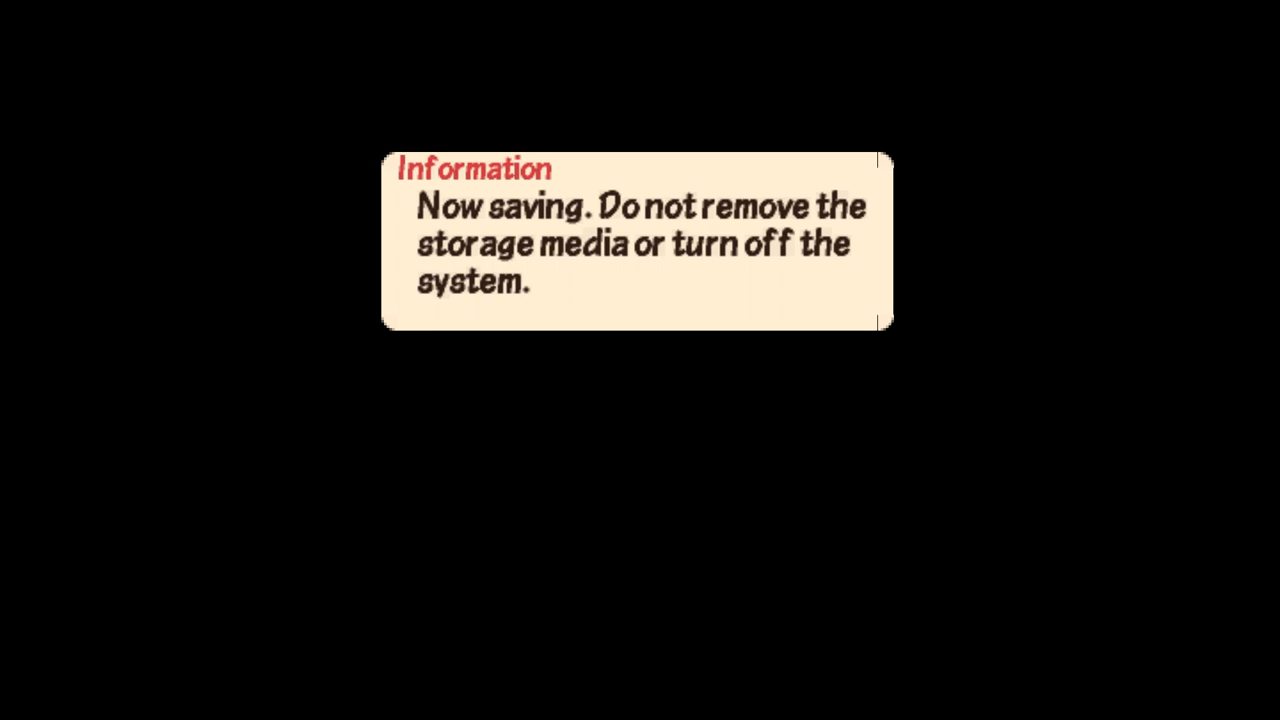 Information
Now saving. Do not remove the
storage media or turn off the
system.